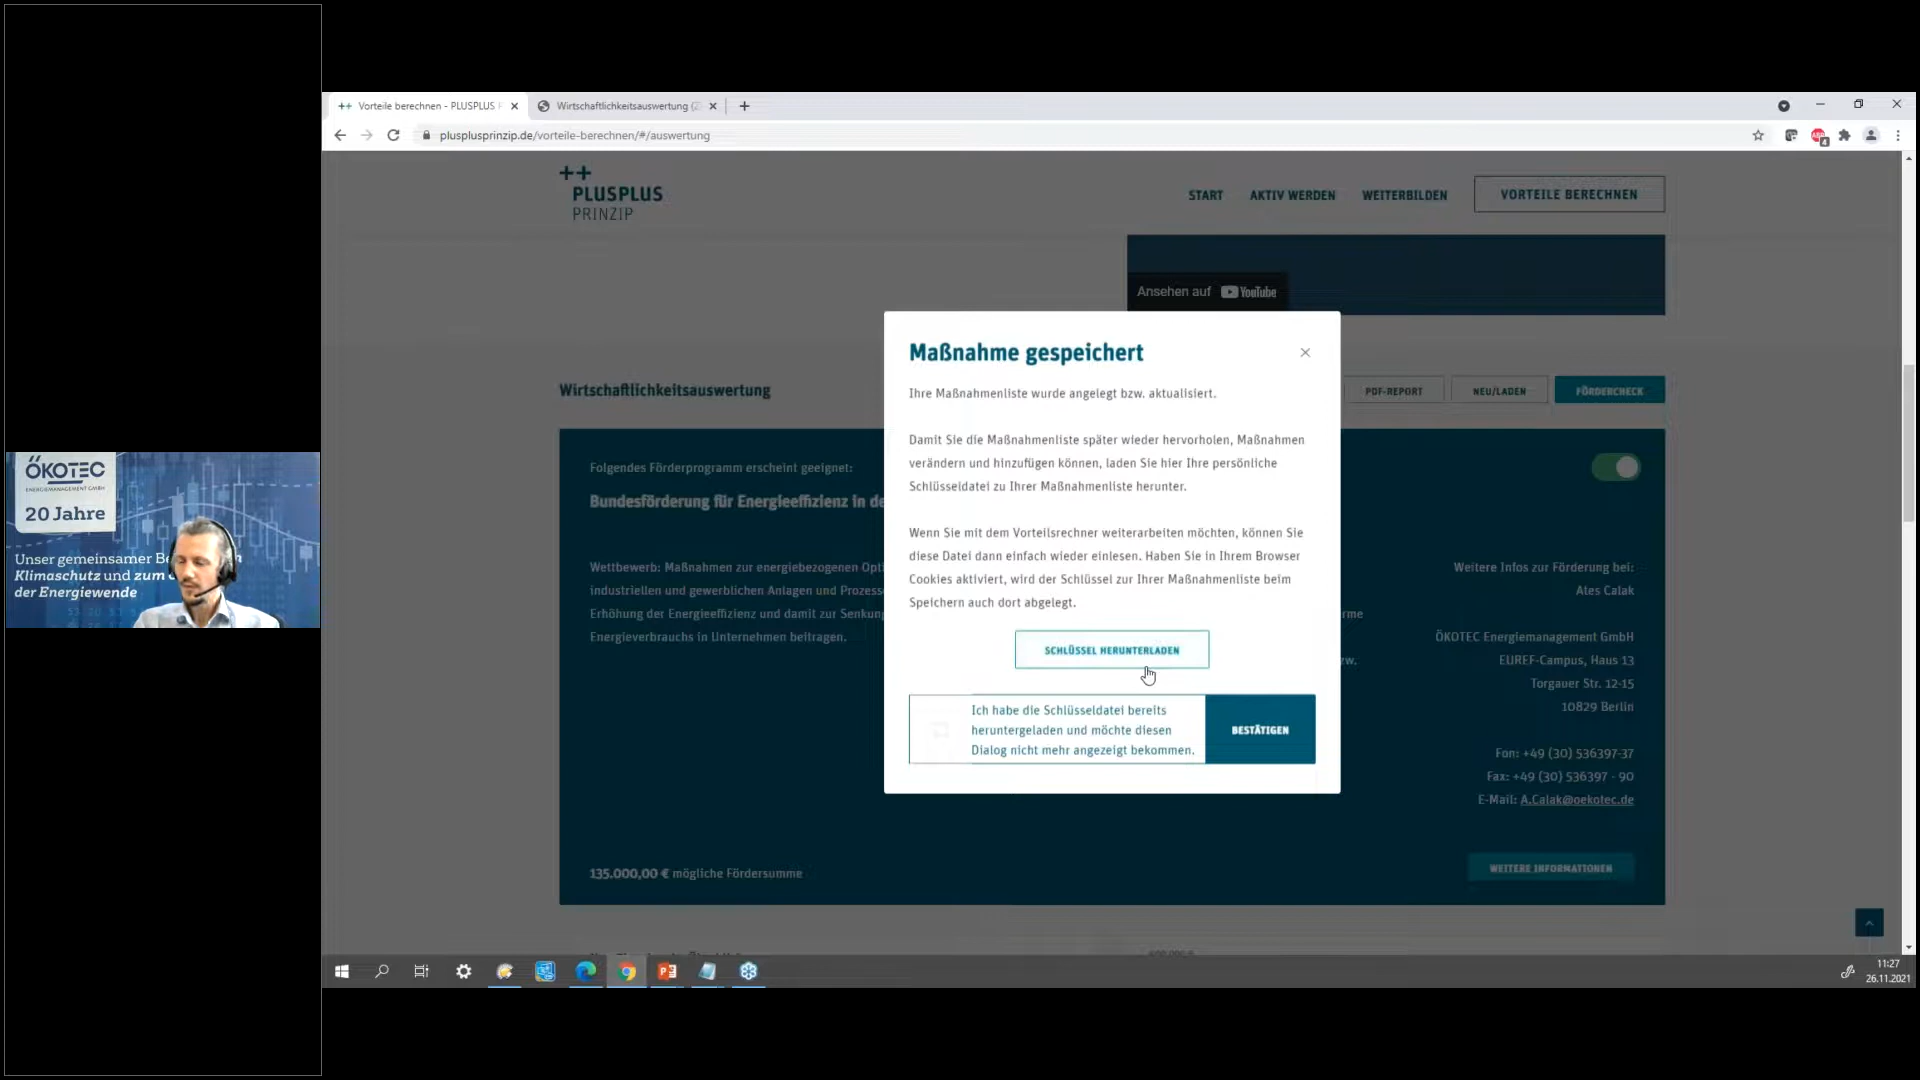 ÖKOTEC
ENERGIEMANAGEMENT GMBH
20 Jahre
Unser gemeinsamer
Klimaschutz und zum
der Energiewende
Vorteile berechnen - PLUSPLUS
Wirtschaftlichkeitsauswertung
plusplusprinzip.de/vorteile-berechnen/#/auswertung
++
PLUSPLUS
PRINZIP
START
AKTIV WERDEN
WEITERBILDEN
VORTEILE BERECHNEN
Ansehen auf YouTube
Wirtschaftlichkeitsauswertung
PDF-REPORT
NEU/LADEN
FÖRDERCHECK
Folgendes Förderprogramm erscheint geeignet:
Bundesförderung für Energieeffizienz in de
Wettbewerb: Maßnahmen zur energiebezogenen Opt
industriellen und gewerblichen Anlagen und Prozess
Erhöhung der Energieeffizienz und damit zur Senkun
Energieverbrauchs in Unternehmen beitragen.
rme
zw.
135.000,00 € mögliche Fördersumme
Weitere Infos zur Förderung bei:
Ales Calak
ÖKOTEC Energiemanagement GmbH
EUREF-Campus, Haus 13
Torgauer Str. 12-15
10829 Berlin
Fon: +49 (30) 536397-37
Fax: +49 (30) 536397 - 90
E-Mail: A.Calak@oekotec.de
WEITERE INFORMATIONEN
Maßnahme gespeichert
Ihre Maßnahmenliste wurde angelegt bzw. aktualisiert.
Damit Sie die Maßnahmenliste später wieder hervorholen, Maßnahmen
verändern und hinzufügen können, laden Sie hier Ihre persönliche
Schlüsseldatei zu Ihrer Maßnahmenliste herunter.
Wenn Sie mit dem Vorteilsrechner weiterarbeiten möchten, können Sie
diese Datei dann einfach wieder einlesen. Haben Sie in Ihrem Browser
Cookies aktiviert, wird der Schlüssel zur Ihrer Maßnahmenliste beim
Speichern auch dort abgelegt.
SCHLÜSSEL HERUNTERLADEN
Ich habe die Schlüsseldatei bereits
heruntergeladen und möchte diesen
Dialog nicht mehr angezeigt bekommen.
BESTÄTIGEN
11:27
26.11.2021